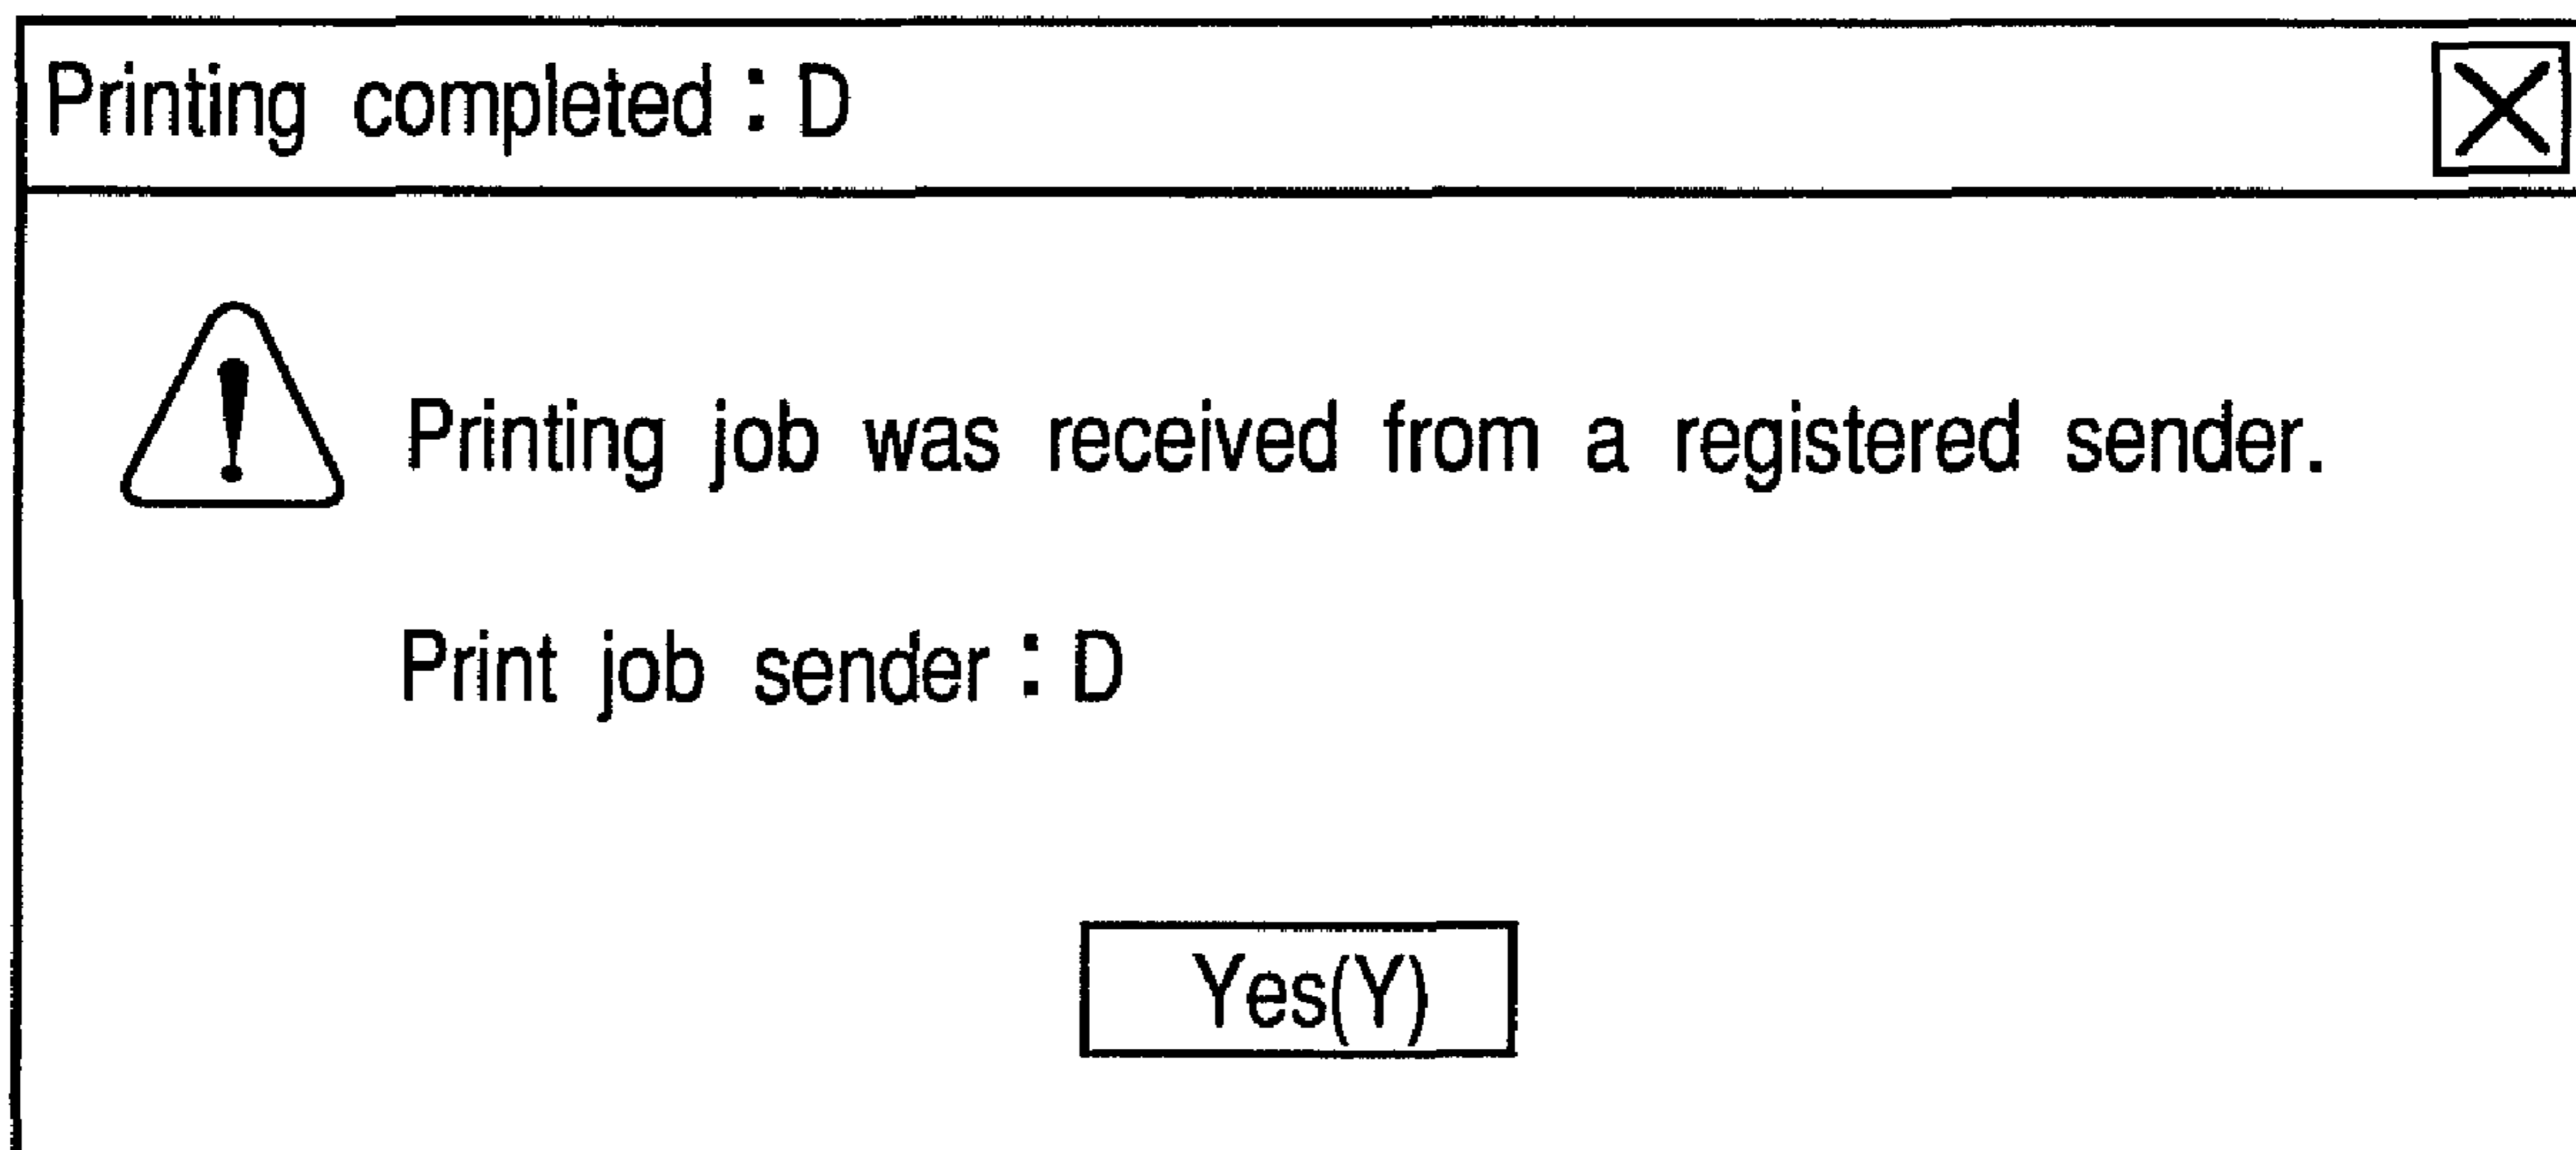 Printing completed : D
Printing job was received from a registered sender.
Print job sender : D
Yes(Y)